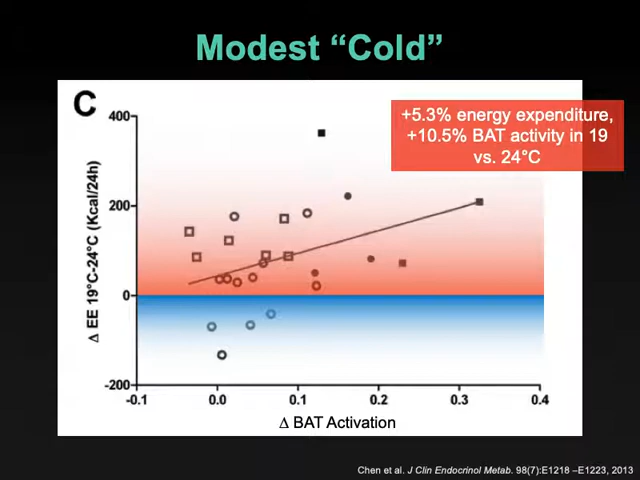 Modest “Cold”
C
+5.3% energy expenditure,
+10.5% BAT activity in 19
vs. 24°C
400
200
0
-200
Δ EE 19°C-24°C (Kcal/24h)
-0.1 0.0 0.1 0.2 0.3 0.4
Δ BAT Activation
Chen et al. J Clin Endocrinol Metab. 98(7):E1218 –E1223, 2013